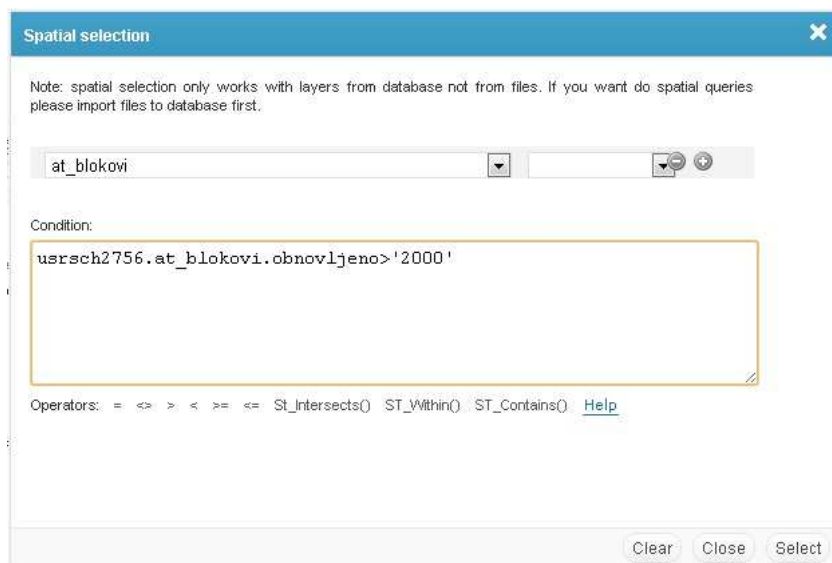 Spatial selection
Note: spatial selection only works with layers from database not from files. If you want do spatial queries
please import files to database first.
at_blokovi
Condition:
usrsch2756.at_blokovi.obnovljeno>'2000'
Operators: = <> > < >= <= St_Intersects() ST_Within() ST_Contains() Help
Clear Close Select